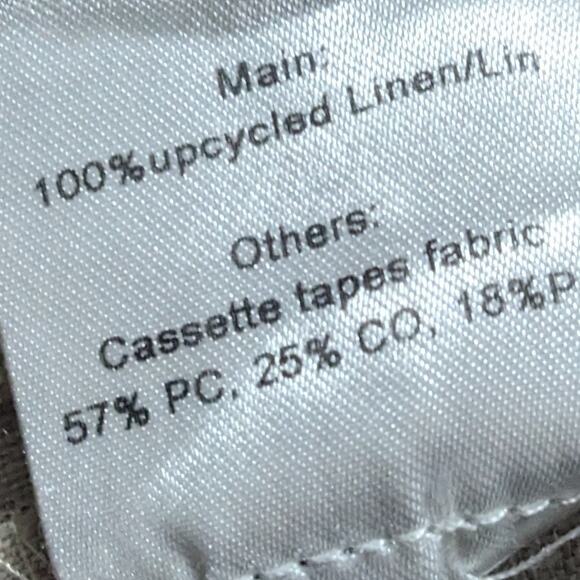 Main:
100%upcycled Linen/Lin
Others:
Cassette tapes fabric
57% PC, 25% CO, 18%P